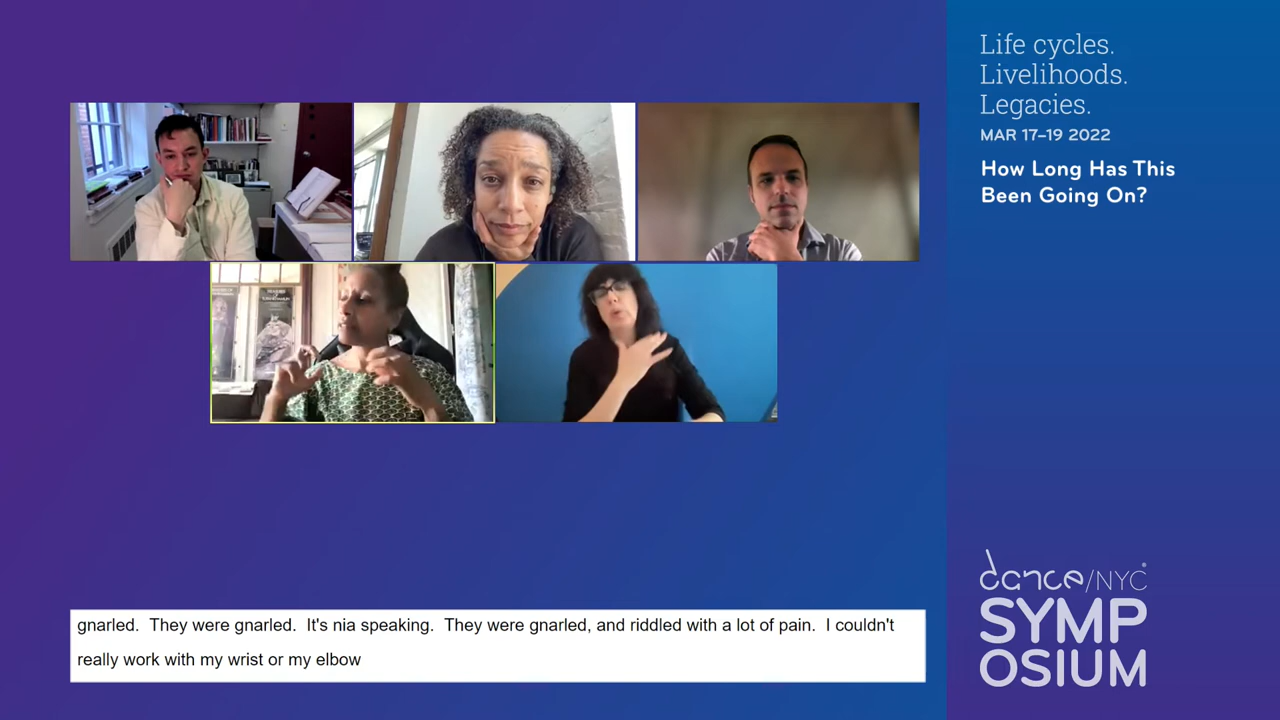 Life cycles.
Livelihoods.
Legacies.
MAR 17–19 2022
How Long Has This
Been Going On?
gnarled. They were gnarled. It's nia speaking. They were gnarled, and riddled with a lot of pain. I couldn't
really work with my wrist or my elbow
dance/NYC
SYMP
OSIUM